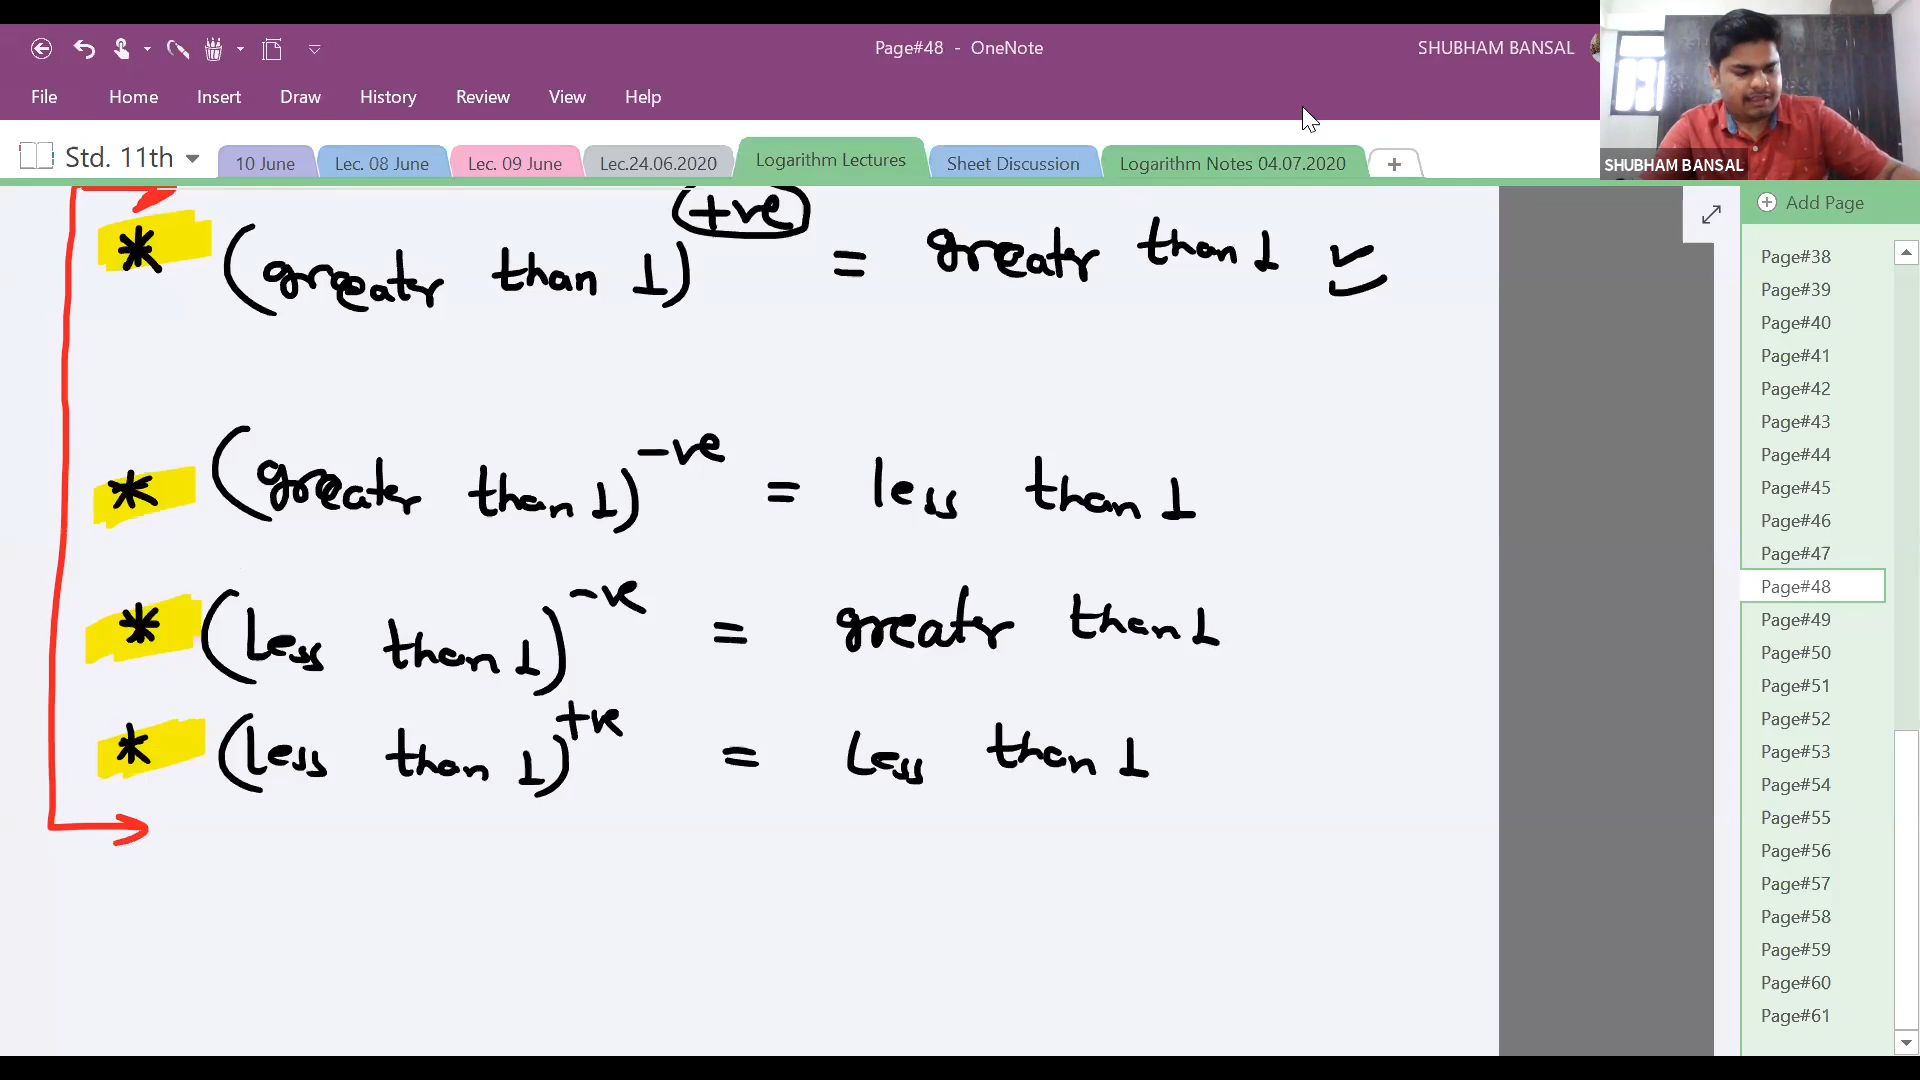 Page#48 - OneNote
SHUBHAM BANSAL
File Home Insert Draw History Review View Help
Std. 11th 10 June Lec. 08 June Lec. 09 June Lec.24.06.2020 Logarithm Lectures Sheet Discussion Logarithm Notes 04.07.2020 +
SHUBHAM BANSAL
* (greater than 1)^(+ve) = greater than 1
* (greater than 1)^-ve = less than 1
* (Less than 1)^-ve = greater than 1
* (Less than 1)^+ve = Less than 1
Add Page
Page#38
Page#39
Page#40
Page#41
Page#42
Page#43
Page#44
Page#45
Page#46
Page#47
Page#48
Page#49
Page#50
Page#51
Page#52
Page#53
Page#54
Page#55
Page#56
Page#57
Page#58
Page#59
Page#60
Page#61